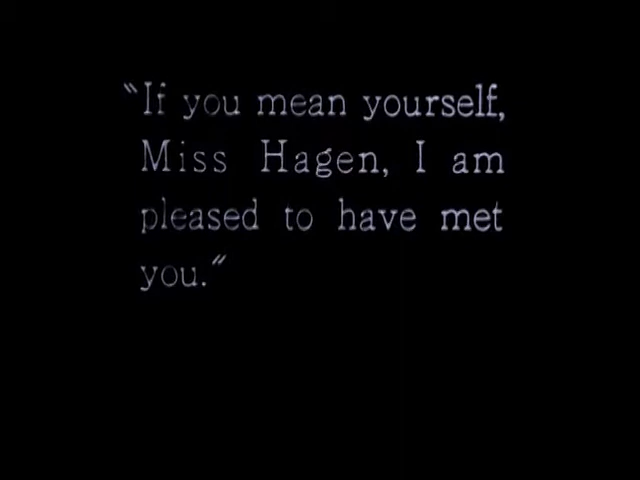 "If you mean yourself,
Miss Hagen, I am
pleased to have met
you."